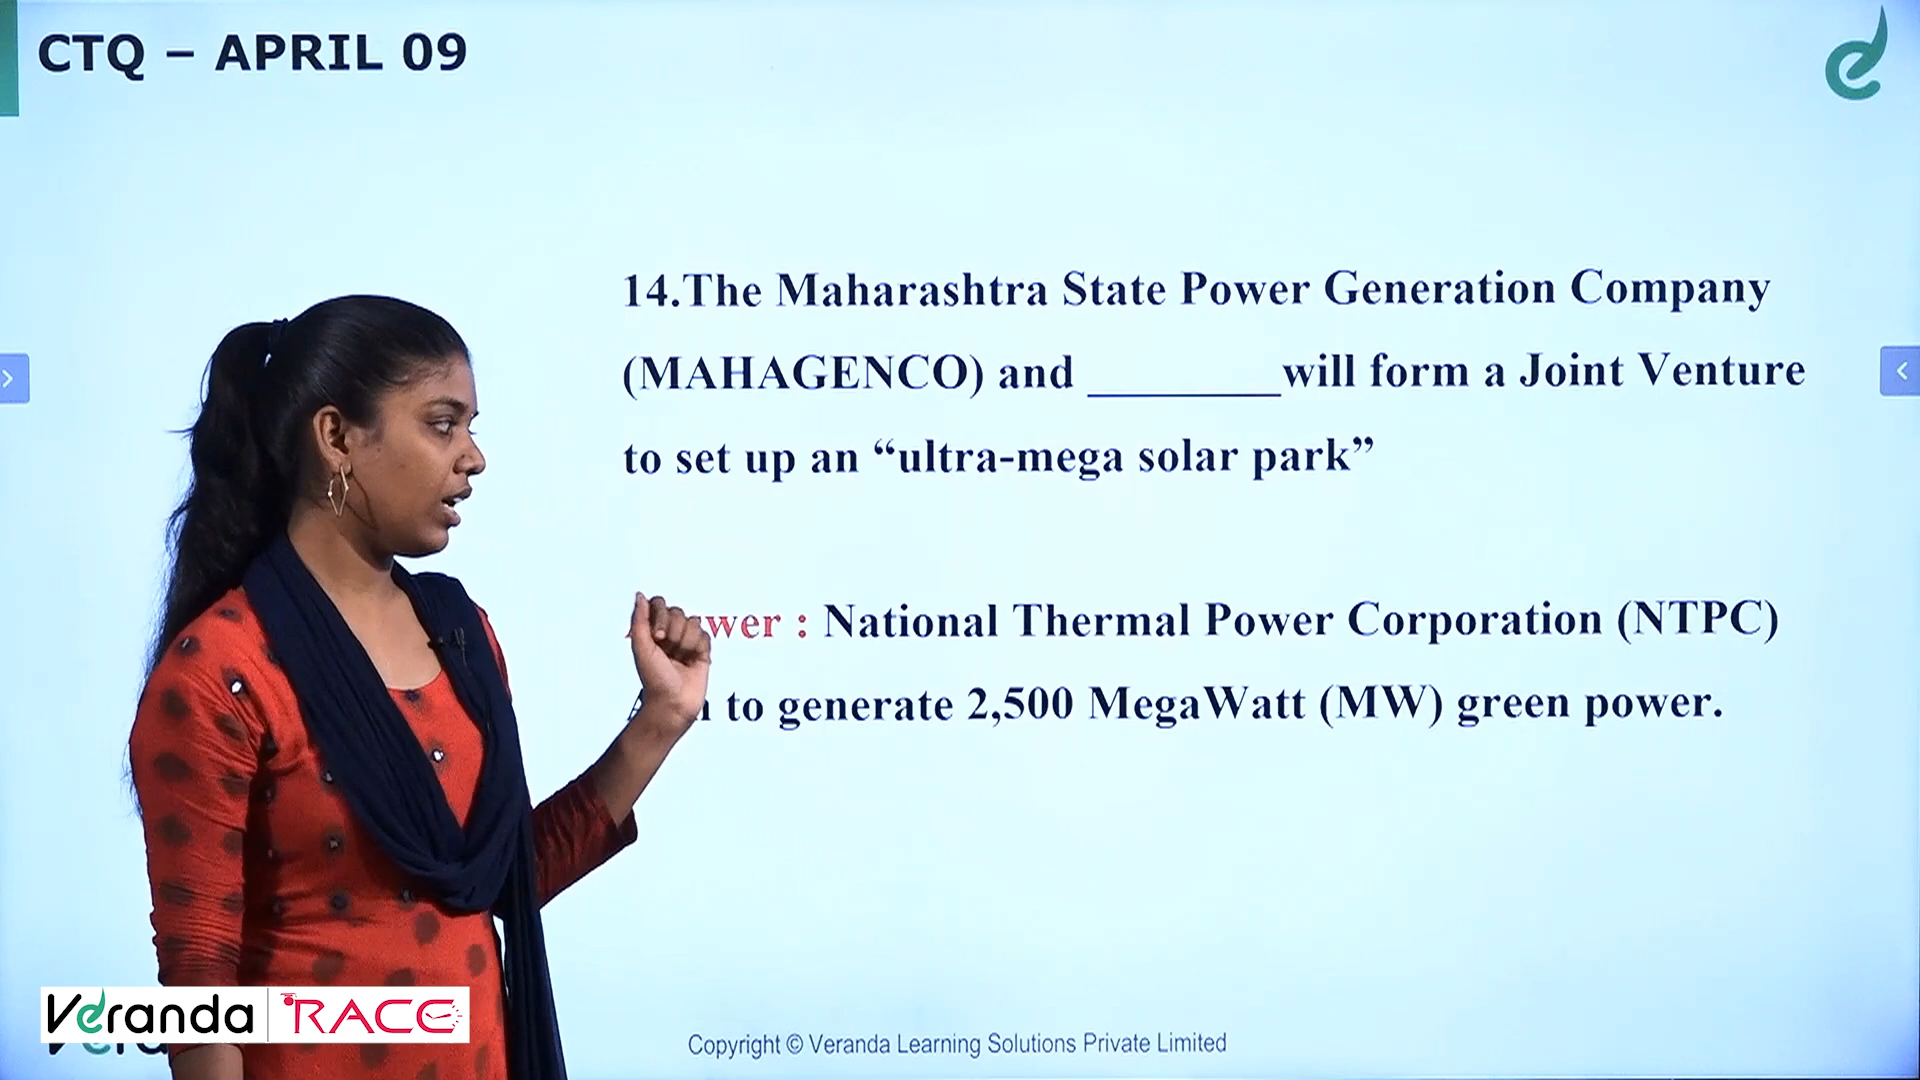 CTQ – APRIL 09
14.The Maharashtra State Power Generation Company
(MAHAGENCO) and ________will form a Joint Venture
to set up an “ultra-mega solar park”
: National Thermal Power Corporation (NTPC)
to generate 2,500 MegaWatt (MW) green power.
Veranda RACE
Copyright © Veranda Learning Solutions Private Limited